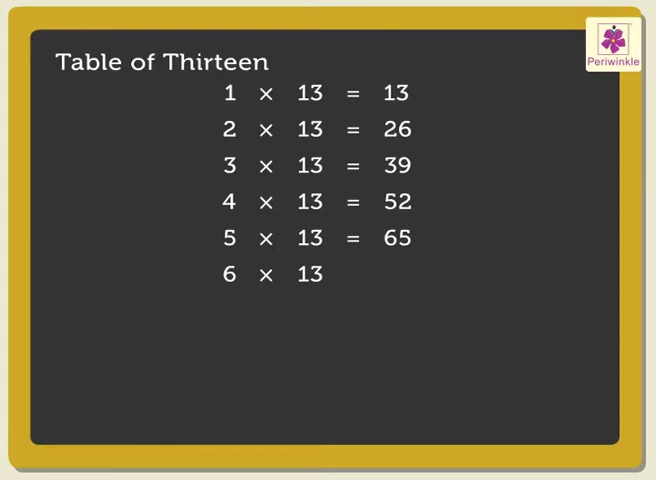 Periwinkle
Table of Thirteen
1 × 13 = 13
2 × 13 = 26
3 × 13 = 39
4 × 13 = 52
5 × 13 = 65
6 × 13